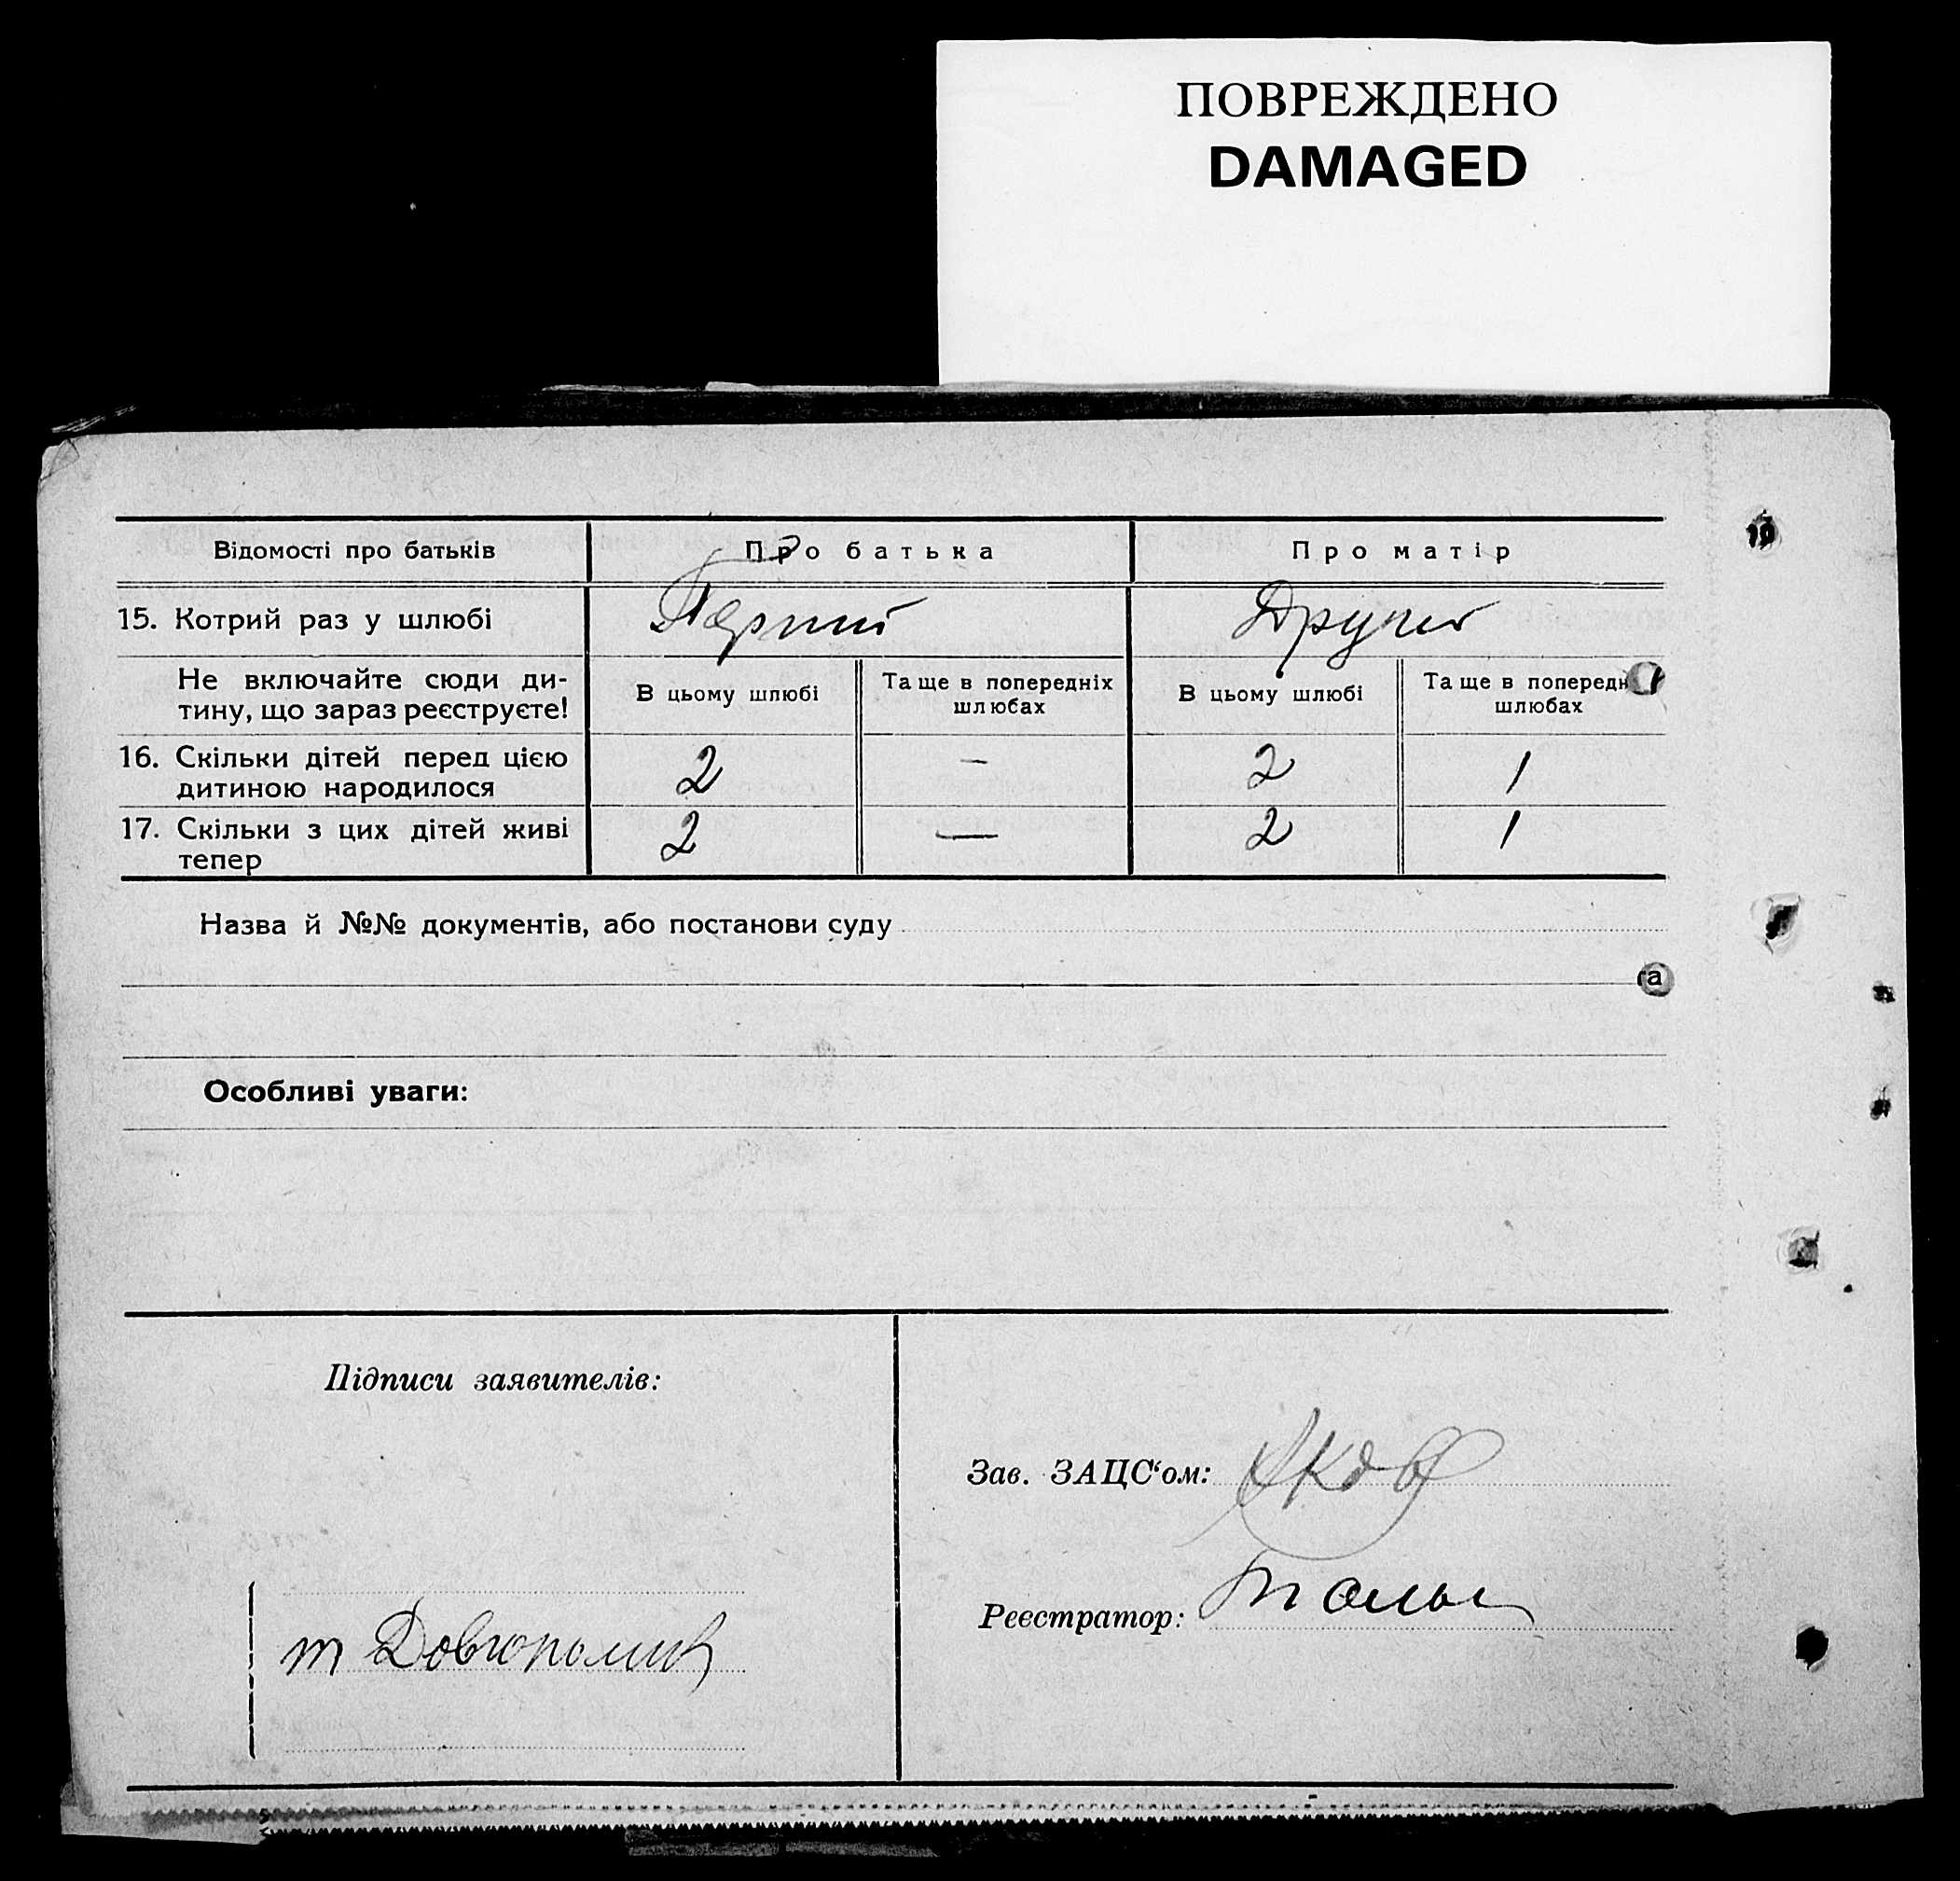 ПОВРЕЖДЕНО
DAMAGED
Відомості про батьків
Про батька
Про матір
15. Котрий раз у шлюбі
Перший
Другий
Не включайте сюди ди-
тину, що зараз реєструєте!
В цьому шлюбі
Та ще в попередніх
шлюбах
В цьому шлюбі
Та ще в попередн
шлюбах
16. Скільки дітей перед цією
дитиною народилося
2
—
2
1
17. Скільки з цих дітей живі
тепер
2
—
2
1
Назва й №№ документів, або постанови суду
га
Особливі уваги:
Підписи заявителів:
Зав. ЗАЦС‘ом:
Реєстратор: